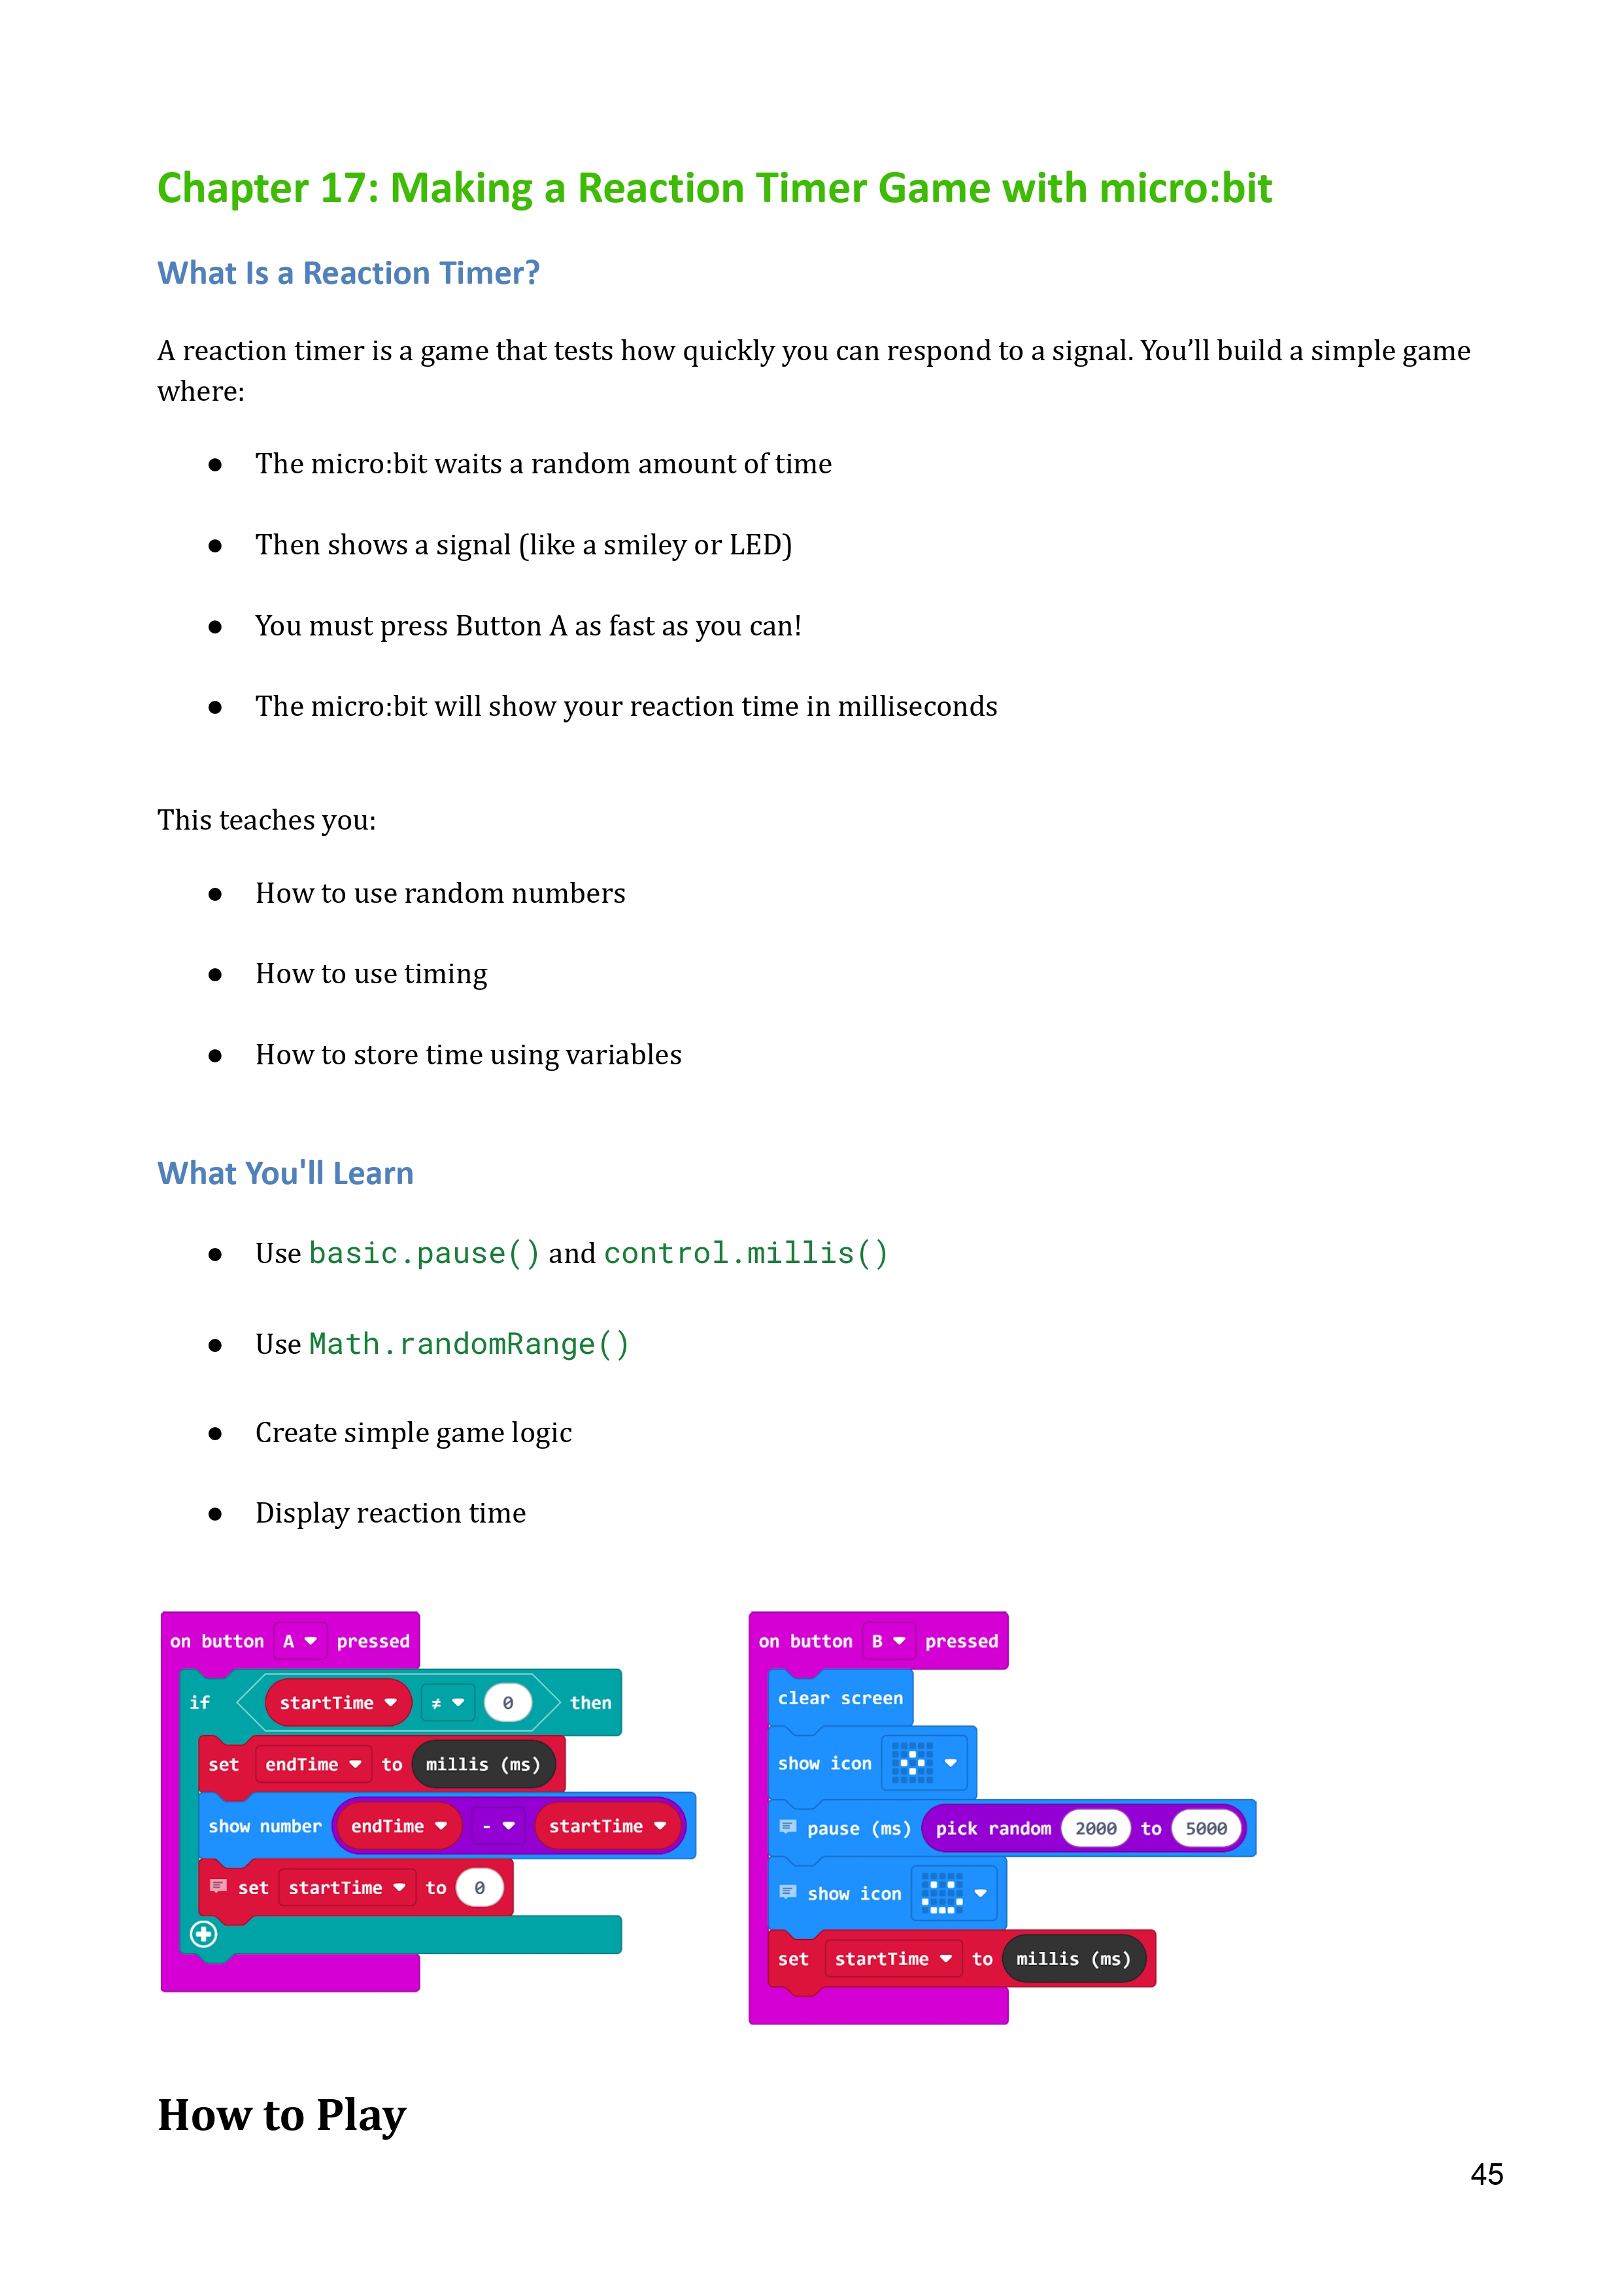 Chapter 17: Making a Reaction Timer Game with micro:bit
What Is a Reaction Timer?
A reaction timer is a game that tests how quickly you can respond to a signal. You’ll build a simple game
where:
● The micro:bit waits a random amount of time
● Then shows a signal (like a smiley or LED)
● You must press Button A as fast as you can!
● The micro:bit will show your reaction time in milliseconds
This teaches you:
● How to use random numbers
● How to use timing
● How to store time using variables
What You'll Learn
● Use basic.pause() and control.millis()
● Use Math.randomRange()
● Create simple game logic
● Display reaction time
on button A pressed
if startTime ≠ 0 then
set endTime to millis (ms)
show number endTime - startTime
set startTime to 0
on button B pressed
clear screen
show icon
pause (ms) pick random 2000 to 5000
show icon
set startTime to millis (ms)
How to Play
45